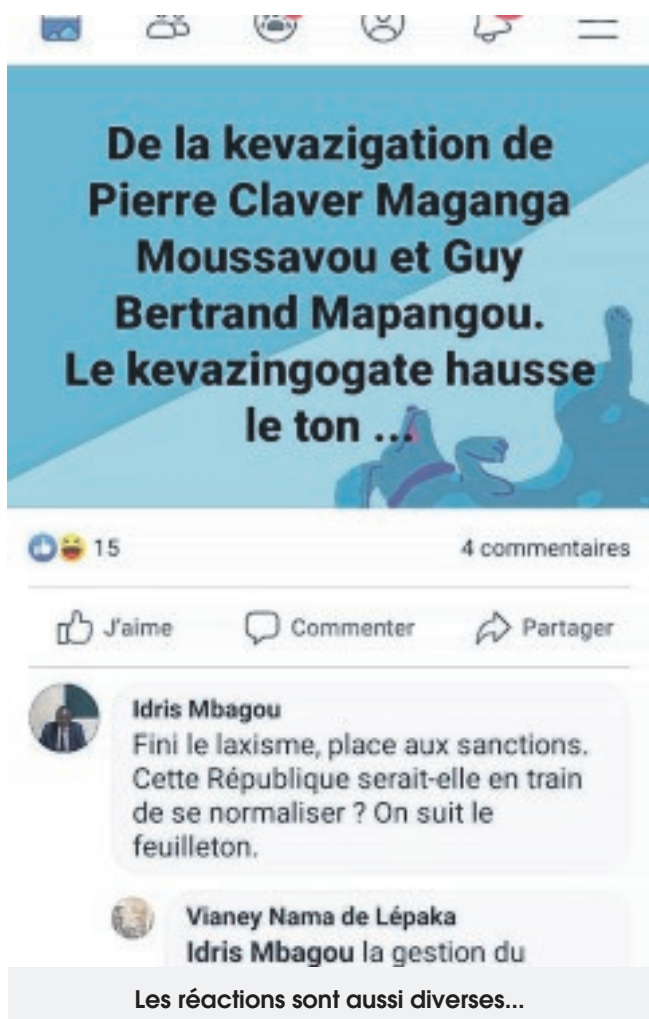 De la kevazigation de
Pierre Claver Maganga
Moussavou et Guy
Bertrand Mapangou.
Le kevazingogate hausse
le ton ...
15
4 commentaires
J'aime
Commenter
Partager
Idris Mbagou
Fini le laxisme, place aux sanctions.
Cette République serait-elle en train
de se normaliser ? On suit le
feuilleton.
Vianey Nama de Lépaka
Idris Mbagou la gestion du
Les réactions sont aussi diverses...